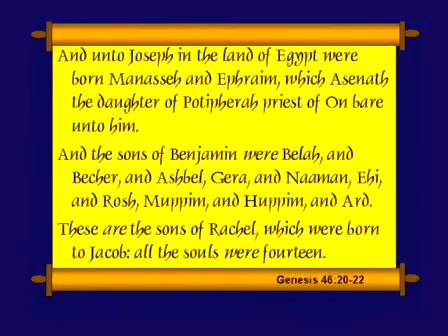 And unto Joseph in the land of Egypt were
born Manasseh and Ephraim, which Asenath
the daughter of Potipherah priest of On bare
unto him.
And the sons of Benjamin were Belah, and
Becher, and Ashbel, Gera, and Naaman, Ehi,
and Rosh, Muppim, and Huppim, and Ard.
These are the sons of Rachel, which were born
to Jacob: all the souls were fourteen.
Genesis 46:20-22